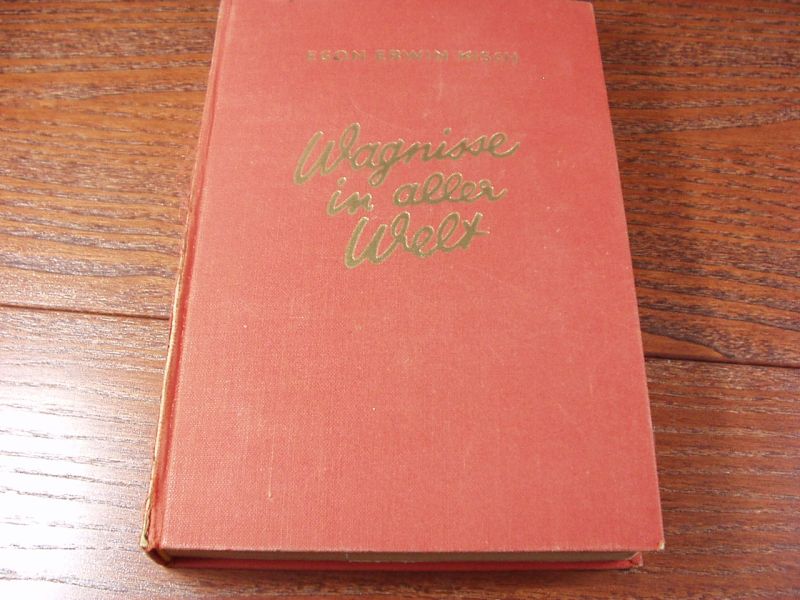 EGON ERWIN KISCH
Wagnisse
in aller
Welt